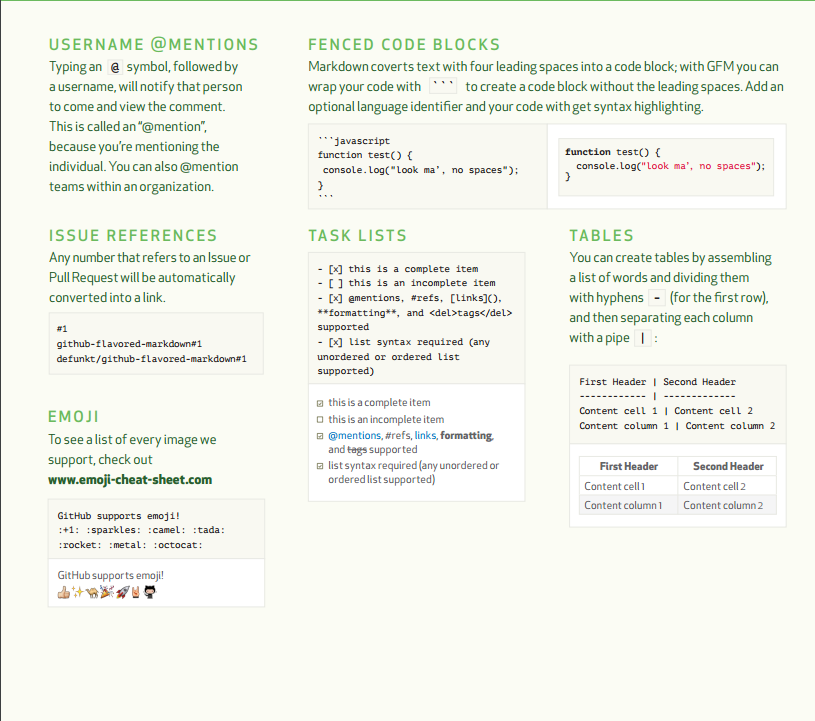 USERNAME @MENTIONS
Typing an @ symbol, followed by
a username, will notify that person
to come and view the comment.
This is called an "@mention",
because you're mentioning the
individual. You can also @mention
teams within an organization.
FENCED CODE BLOCKS
Markdown coverts text with four leading spaces into a code block; with GFM you can
wrap your code with ``` to create a code block without the leading spaces. Add an
optional language identifier and your code with get syntax highlighting.
```javascript
function test() {
 console.log("look ma', no spaces");
}
```
function test() {
  console.log("look ma', no spaces");
}
ISSUE REFERENCES
Any number that refers to an Issue or
Pull Request will be automatically
converted into a link.
#1
github-flavored-markdown#1
defunkt/github-flavored-markdown#1
EMOJI
To see a list of every image we
support, check out
www.emoji-cheat-sheet.com
GitHub supports emoji!
:+1: :sparkles: :camel: :tada:
:rocket: :metal: :octocat:
GitHub supports emoji!
TASK LISTS
- [x] this is a complete item
- [ ] this is an incomplete item
- [x] @mentions, #refs, [links](),
**formatting**, and <del>tags</del>
supported
- [x] list syntax required (any
unordered or ordered list
supported)
this is a complete item
this is an incomplete item
@mentions, #refs, links, formatting,
and tags supported
list syntax required (any unordered or
ordered list supported)
TABLES
You can create tables by assembling
a list of words and dividing them
with hyphens - (for the first row),
and then separating each column
with a pipe | :
First Header | Second Header
------------ | -------------
Content cell 1 | Content cell 2
Content column 1 | Content column 2
First Header Second Header
Content cell 1 Content cell 2
Content column 1 Content column 2